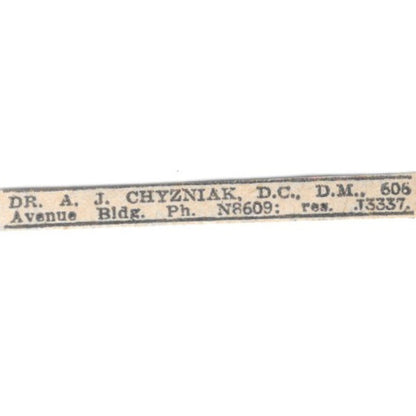 DR. A. J. CHYZNIAK, D.C., D.M., 606
Avenue Bldg. Ph. N8609: res. J3337.